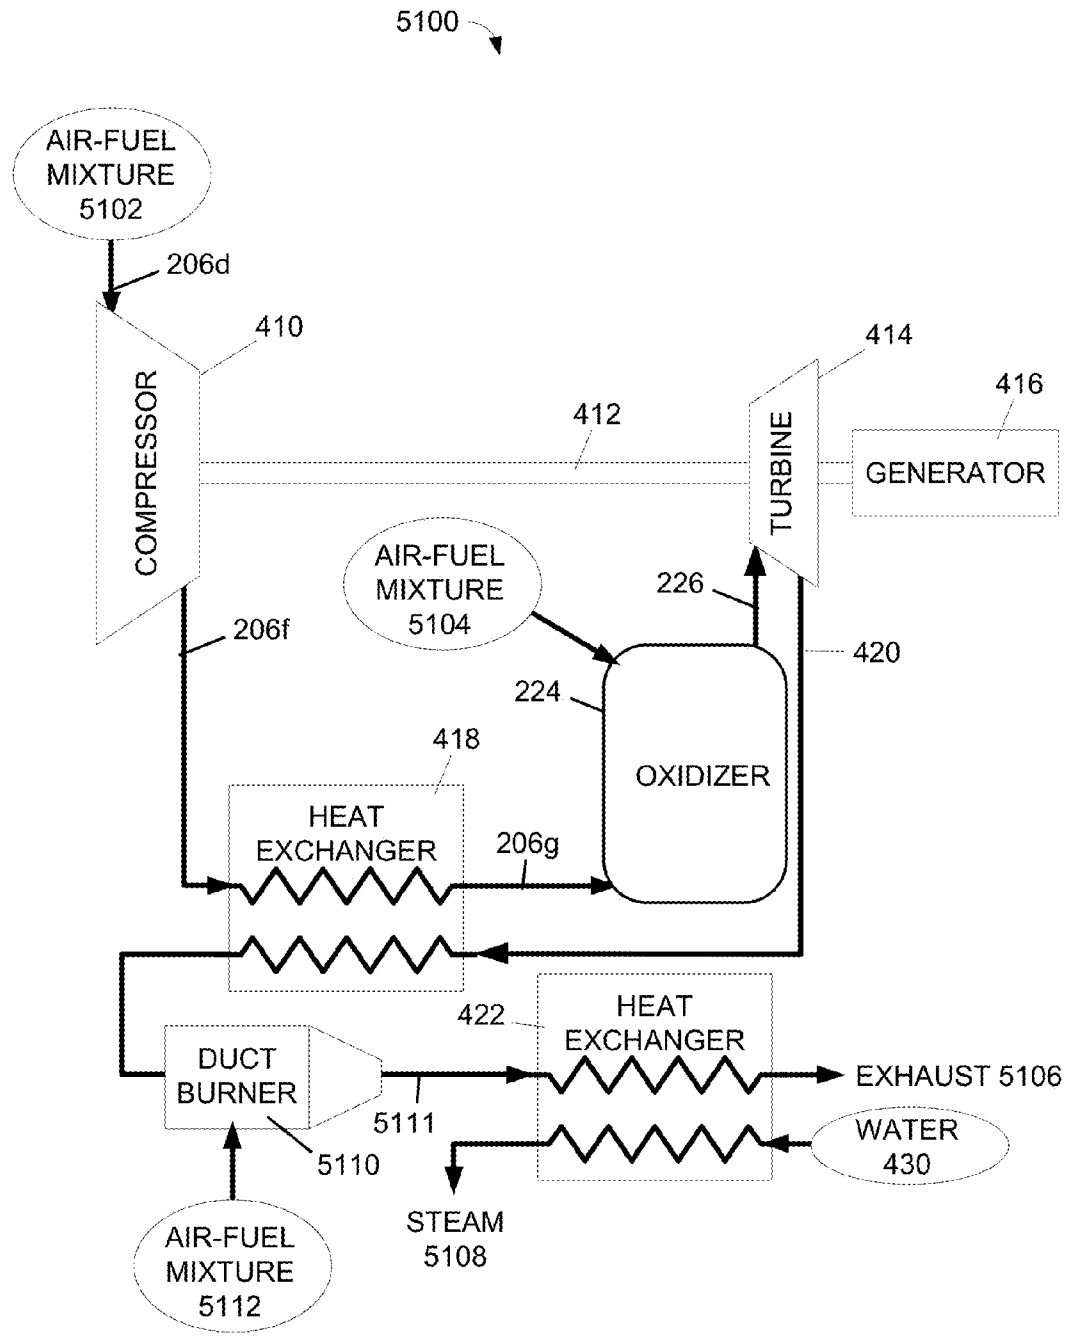 5100
AIR-FUEL
MIXTURE
5102
206d
410
414
416
412
COMPRESSOR
TURBINE
GENERATOR
AIR-FUEL
MIXTURE
5104
226
206f
420
224
418
OXIDIZER
HEAT
EXCHANGER
206g
422
HEAT
EXCHANGER
DUCT
BURNER
5111
EXHAUST 5106
5110
WATER
430
STEAM
5108
AIR-FUEL
MIXTURE
5112